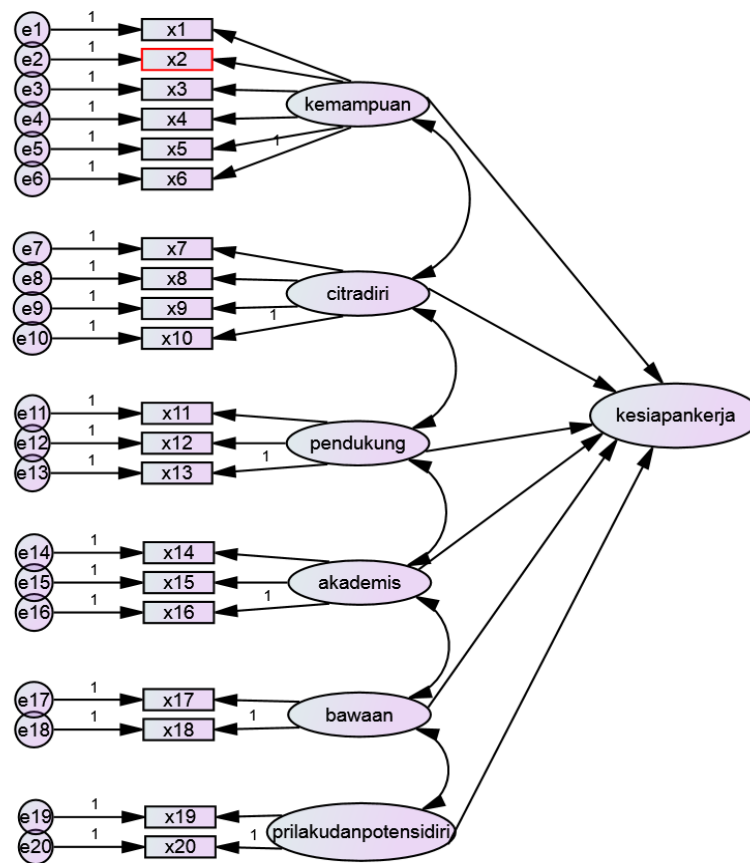 e1 1 x1
e2 1 x2
e3 1 x3
kemampuan
e4 1 x4
e5 1 x5 1
e6 1 x6
e7 1 x7
e8 1 x8
citradiri
e9 1 x9 1
e10 1 x10
e11 1 x11
kesiapankerja
e12 1 x12 pendukung
e13 1 x13 1
e14 1 x14
e15 1 x15 akademis
e16 1 x16 1
e17 1 x17
bawaan
e18 1 x18 1
e19 1 x19
prilakudanpotensidiri
e20 1 x20 1